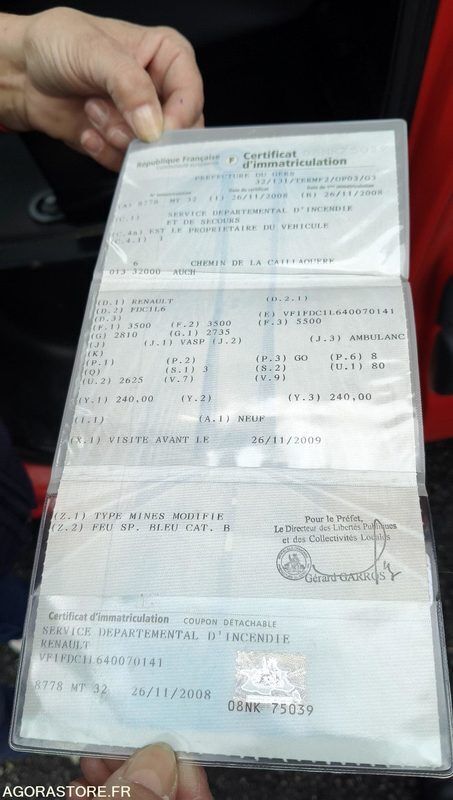 République Française F Certificat d'immatriculation
PREFECTURE DU GERS
32/131/TERMF2/OP03/03
N° immatriculation Date du certificat
(A) 8778 MT 32 (I) 26/11/2008 (B) 26/11/2008
(C.1) SERVICE DEPARTEMENTAL D'INCENDIE
ET DE SECOURS
(C.4a) EST LE PROPRIETAIRE DU VEHICULE
(C.4.1) 1
6 CHEMIN DE LA CAILLAOUERE
013 32000 AUCH
(D.1) RENAULT (D.2.1)
(D.2) FDC1L6 (E) VF1FDC1L640070141
(D.3)
(F.1) 3500 (F.2) 3500 (F.3) 5500
(G) 2810 (G.1) 2735
(J) (J.1) VASP (J.2) (J.3) AMBULANC
(K)
(P.1) (P.2) (P.3) GO (P.6) 8
(Q) (S.1) 3 (S.2) (U.1) 80
(U.2) 2625 (V.7) (V.9)
(Y.1) 240,00 (Y.2) (Y.3) 240,00
(I.1) (A.1) NEUF
(X.1) VISITE AVANT LE 26/11/2009
(Z.1) TYPE MINES MODIFIE
(Z.2) FEU SP. BLEU CAT. B
Pour le Préfet,
Le Directeur des Libertés Publiques
et des Collectivités Locales
Gérard GARROS
Certificat d'immatriculation COUPON DÉTACHABLE
SERVICE DEPARTEMENTAL D'INCENDIE
RENAULT
VF1FDC1L640070141
8778 MT 32 26/11/2008
08NK 75039
AGORASTORE.FR